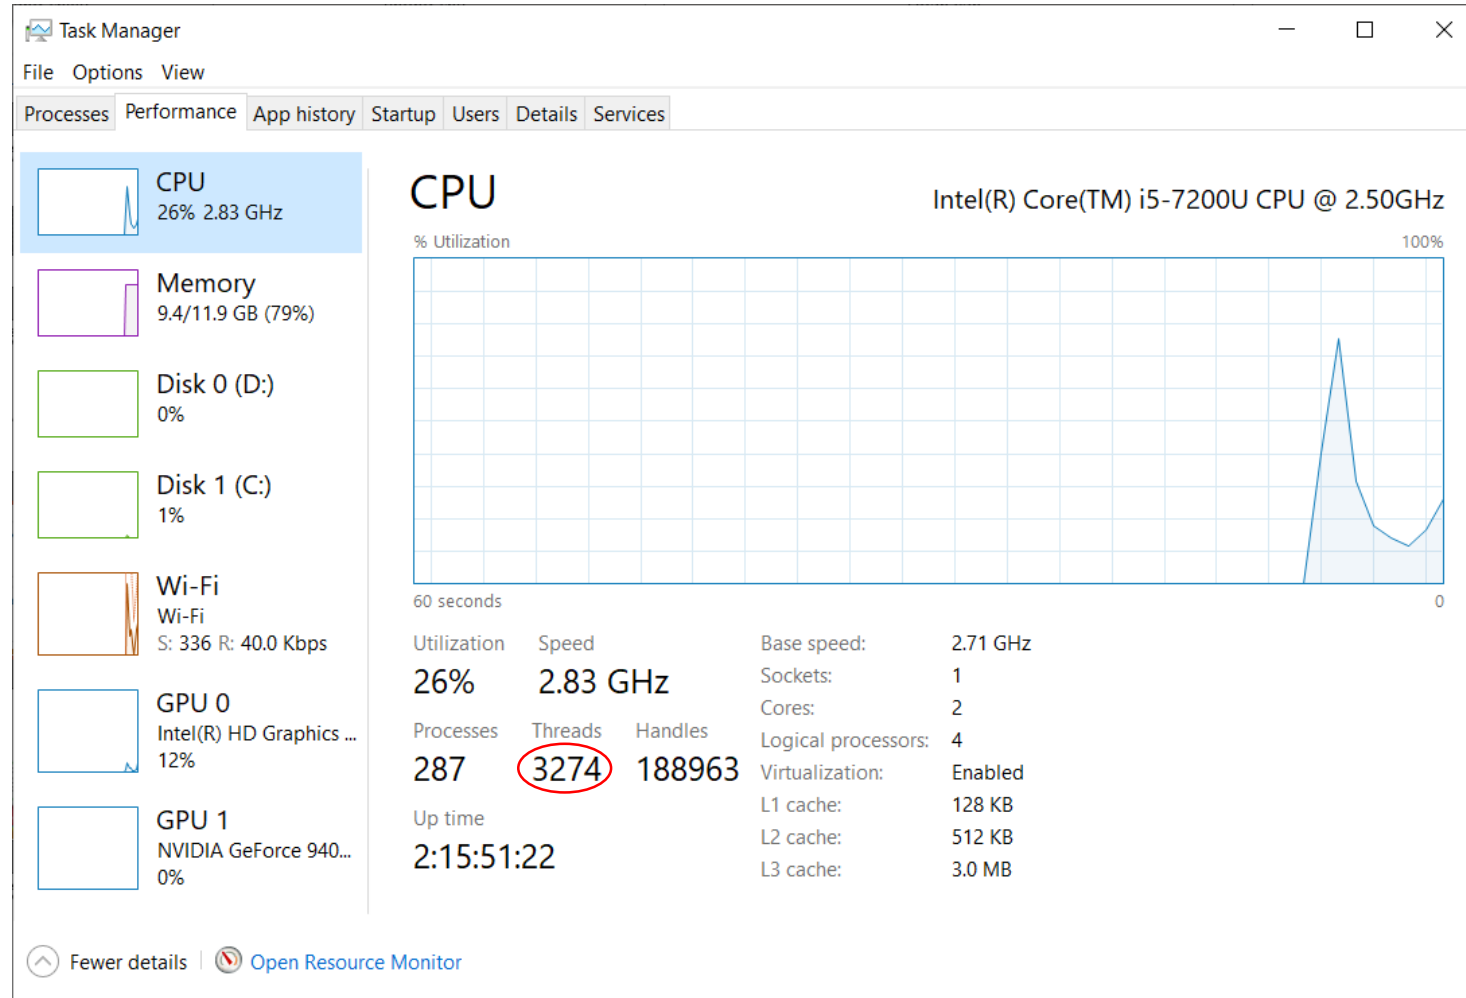 Task Manager
File Options View
Processes Performance App history Startup Users Details Services
CPU
26% 2.83 GHz
Memory
9.4/11.9 GB (79%)
Disk 0 (D:)
0%
Disk 1 (C:)
1%
Wi-Fi
Wi-Fi
S: 336 R: 40.0 Kbps
GPU 0
Intel(R) HD Graphics ...
12%
GPU 1
NVIDIA GeForce 940...
0%
CPU
Intel(R) Core(TM) i5-7200U CPU @ 2.50GHz
% Utilization 100%
60 seconds 0
Utilization Speed
26% 2.83 GHz
Processes Threads Handles
287 3274 188963
Up time
2:15:51:22
Base speed: 2.71 GHz
Sockets: 1
Cores: 2
Logical processors: 4
Virtualization: Enabled
L1 cache: 128 KB
L2 cache: 512 KB
L3 cache: 3.0 MB
Fewer details Open Resource Monitor